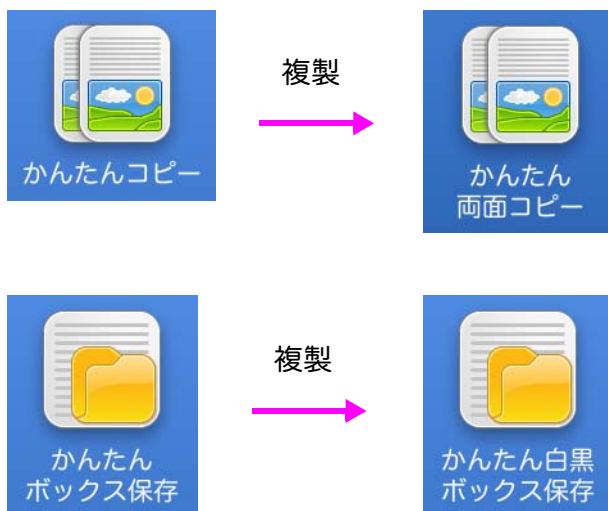 複製
かんたんコピー
かんたん
両面コピー
複製
かんたん
ボックス保存
かんたん白黒
ボックス保存